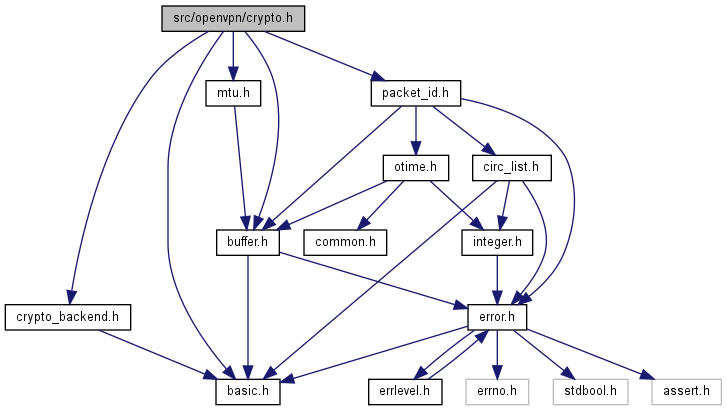 src/openvpn/crypto.h
mtu.h
packet_id.h
otime.h
circ_list.h
buffer.h
common.h
integer.h
crypto_backend.h
error.h
basic.h
errlevel.h
errno.h
stdbool.h
assert.h